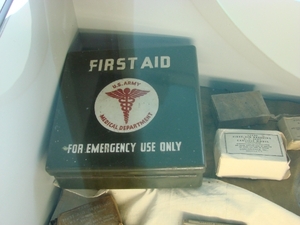 FIRST AID
U.S. ARMY
MEDICAL DEPARTMENT
FOR EMERGENCY USE ONLY